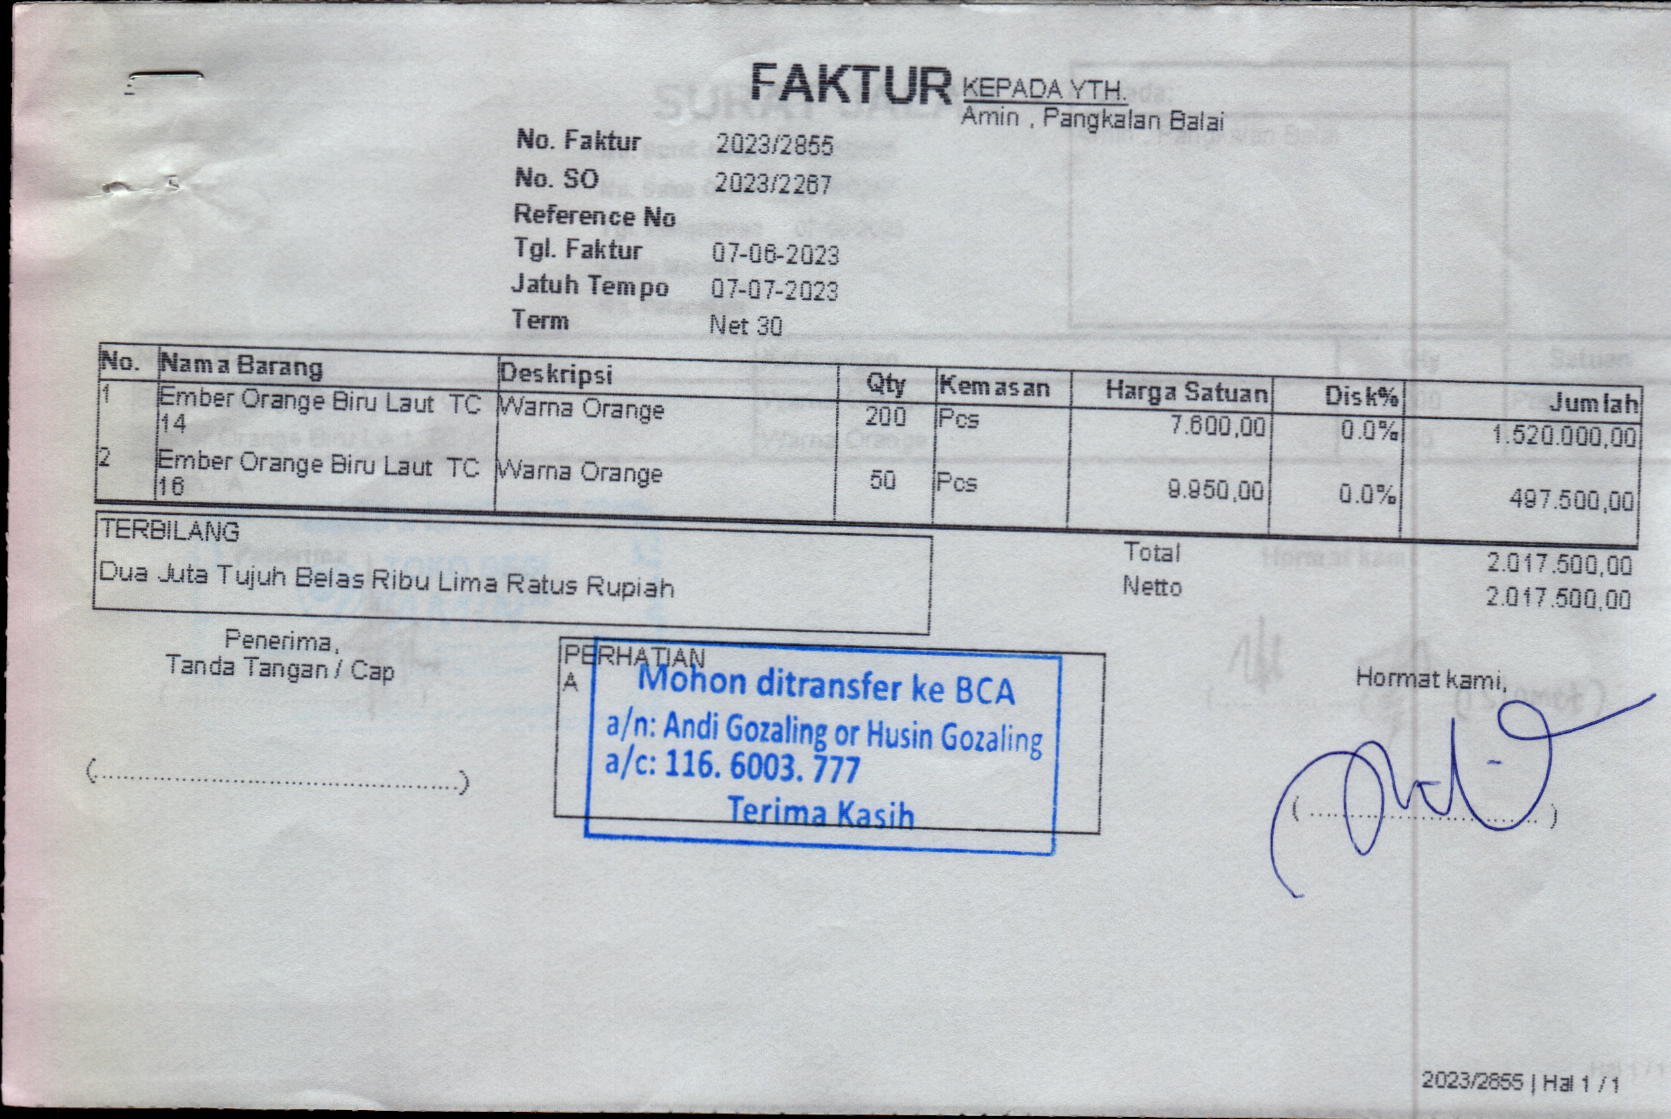 FAKTUR
KEPADA YTH.
Amin , Pangkalan Balai
No. Faktur 2023/2855
No. SO 2023/2267
Reference No
Tgl. Faktur 07-06-2023
Jatuh Tempo 07-07-2023
Term Net 30
No. Nama Barang Deskripsi Qty Kemasan Harga Satuan Disk% Jumlah
1 Ember Orange Biru Laut TC Warna Orange 200 Pcs 7.600,00 0.0% 1.520.000,00
14
2 Ember Orange Biru Laut TC Warna Orange 50 Pcs 9.950,00 0.0% 497.500,00
16
TERBILANG
Dua Juta Tujuh Belas Ribu Lima Ratus Rupiah
Total 2.017.500,00
Netto 2.017.500,00
Penerima,
Tanda Tangan / Cap
(...........................................)
PERHATIAN
A
Mohon ditransfer ke BCA
a/n: Andi Gozaling or Husin Gozaling
a/c: 116. 6003. 777
Terima Kasih
Hormat kami,
(...........................)
2023/2855 | Hal 1 / 1